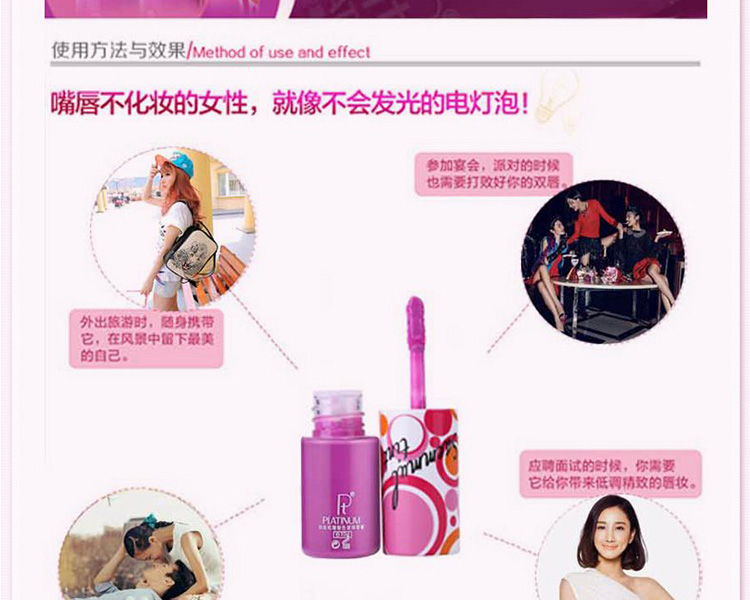 使用方法与效果/Method of use and effect
嘴唇不化妆的女性，就像不会发光的电灯泡！
参加宴会，派对的时候
也需要打效好你的双唇。
外出旅游时，随身携带
它，在风景中留下最美
的自己。
应聘面试的时候，你需要
它给你带来低调精致的唇妆。
Pt®
PLATINUM